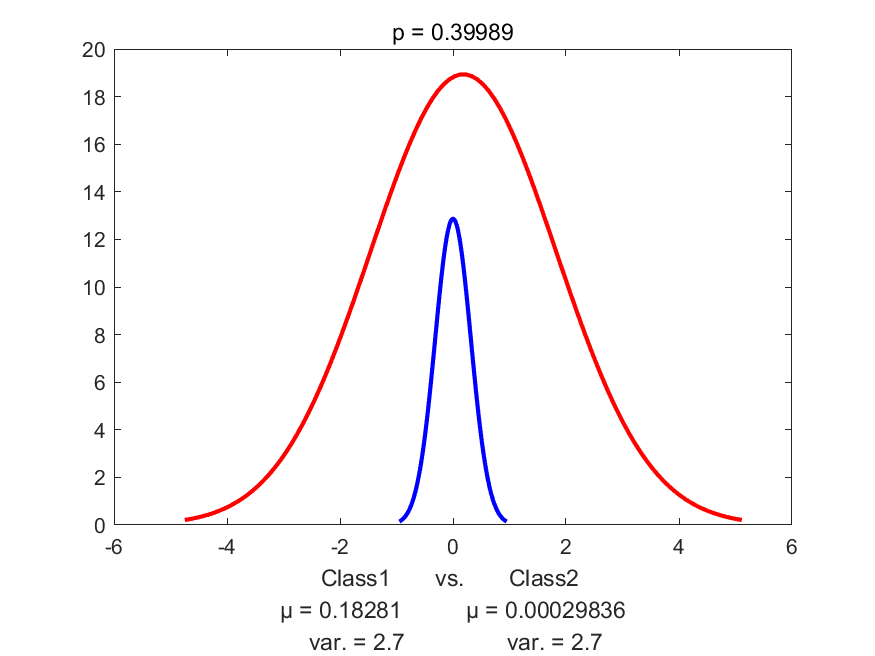 p = 0.39989
20
18
16
14
12
10
8
6
4
2
0
-6 -4 -2 0 2 4 6
Class1 vs. Class2
μ = 0.18281 μ = 0.00029836
var. = 2.7 var. = 2.7